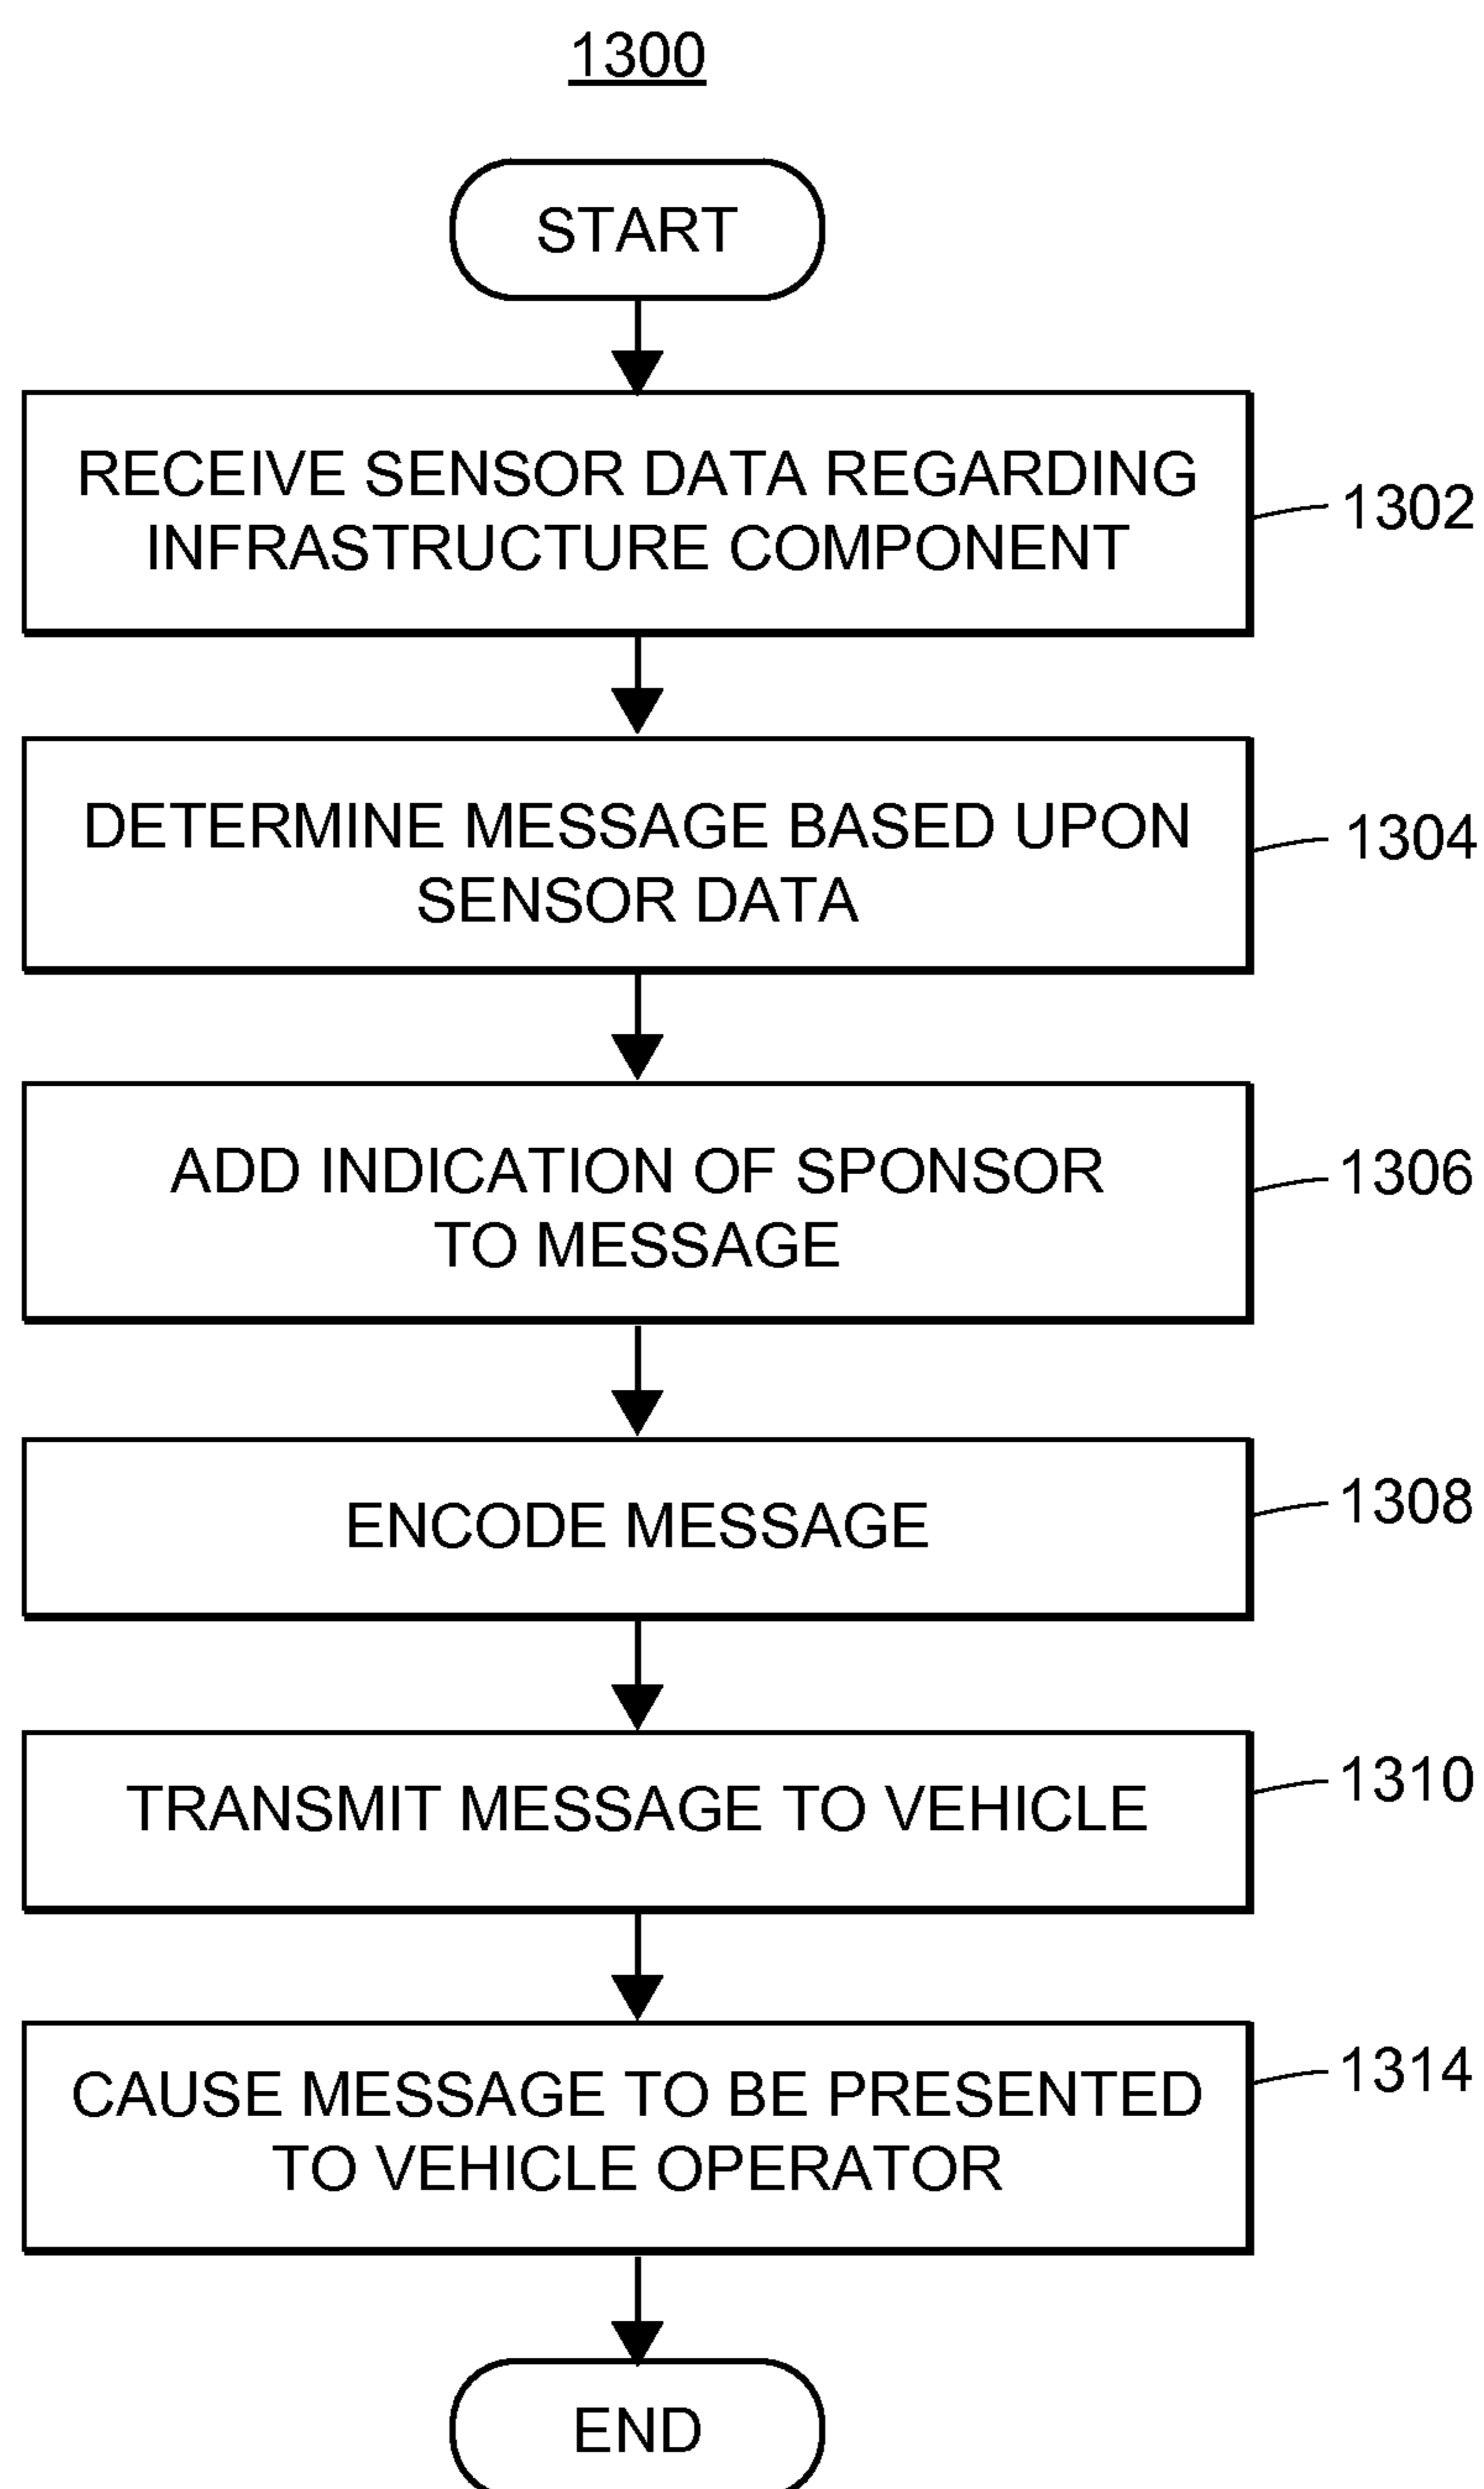 1300
START
RECEIVE SENSOR DATA REGARDING
INFRASTRUCTURE COMPONENT
1302
DETERMINE MESSAGE BASED UPON
SENSOR DATA
1304
ADD INDICATION OF SPONSOR
TO MESSAGE
1306
ENCODE MESSAGE
1308
TRANSMIT MESSAGE TO VEHICLE
1310
CAUSE MESSAGE TO BE PRESENTED
TO VEHICLE OPERATOR
1314
END